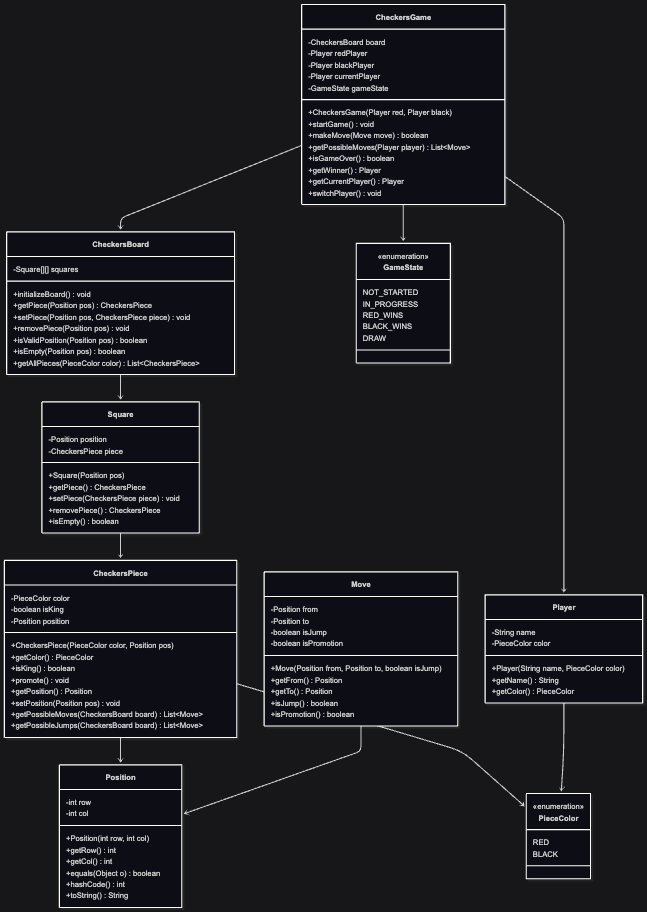 CheckersGame
-CheckersBoard board
-Player redPlayer
-Player blackPlayer
-Player currentPlayer
-GameState gameState
+CheckersGame(Player red, Player black)
+startGame() : void
+makeMove(Move move) : boolean
+getPossibleMoves(Player player) : List<Move>
+isGameOver() : boolean
+getWinner() : Player
+getCurrentPlayer() : Player
+switchPlayer() : void
CheckersBoard
-Square[][] squares
+initializeBoard() : void
+getPiece(Position pos) : CheckersPiece
+setPiece(Position pos, CheckersPiece piece) : void
+removePiece(Position pos) : void
+isValidPosition(Position pos) : boolean
+isEmpty(Position pos) : boolean
+getAllPieces(PieceColor color) : List<CheckersPiece>
«enumeration»
GameState
NOT_STARTED
IN_PROGRESS
RED_WINS
BLACK_WINS
DRAW
Square
-Position position
-CheckersPiece piece
+Square(Position pos)
+getPiece() : CheckersPiece
+setPiece(CheckersPiece piece) : void
+removePiece() : CheckersPiece
+isEmpty() : boolean
CheckersPiece
-PieceColor color
-boolean isKing
-Position position
+CheckersPiece(PieceColor color, Position pos)
+getColor() : PieceColor
+isKing() : boolean
+promote() : void
+getPosition() : Position
+setPosition(Position pos) : void
+getPossibleMoves(CheckersBoard board) : List<Move>
+getPossibleJumps(CheckersBoard board) : List<Move>
Move
-Position from
-Position to
-boolean isJump
-boolean isPromotion
+Move(Position from, Position to, boolean isJump)
+getFrom() : Position
+getTo() : Position
+isJump() : boolean
+isPromotion() : boolean
Player
-String name
-PieceColor color
+Player(String name, PieceColor color)
+getName() : String
+getColor() : PieceColor
Position
-int row
-int col
+Position(int row, int col)
+getRow() : int
+getCol() : int
+equals(Object o) : boolean
+hashCode() : int
+toString() : String
«enumeration»
PieceColor
RED
BLACK